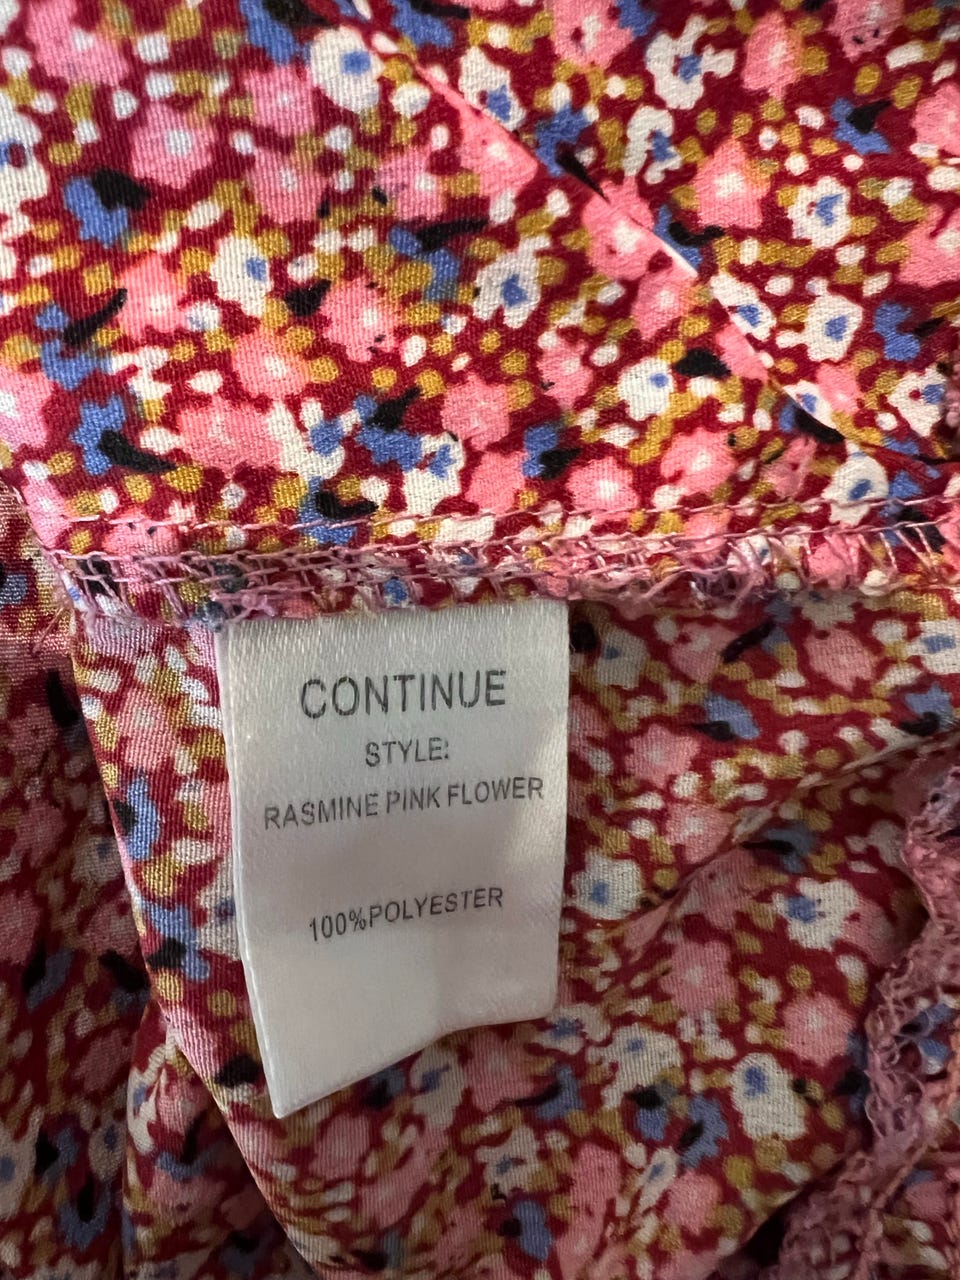 CONTINUE
STYLE:
RASMINE PINK FLOWER
100%POLYESTER